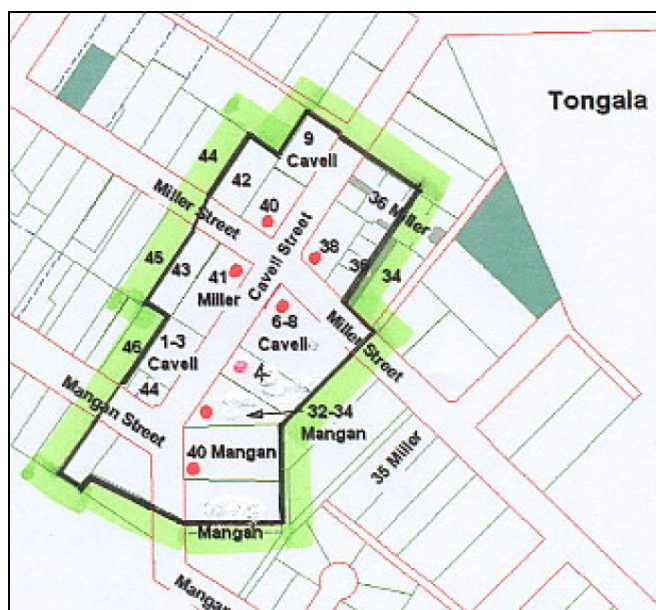 Tongala
9
Cavell
44
42
36 Miller
40
Miller Street
Cavell Street
38
36
34
45
43
41
Miller
6-8
Cavell
Miller Street
46
1-3
Cavell
44
4
Mangan Street
32-34
Mangan
40 Mangan
35 Miller
Mangan
Mangan